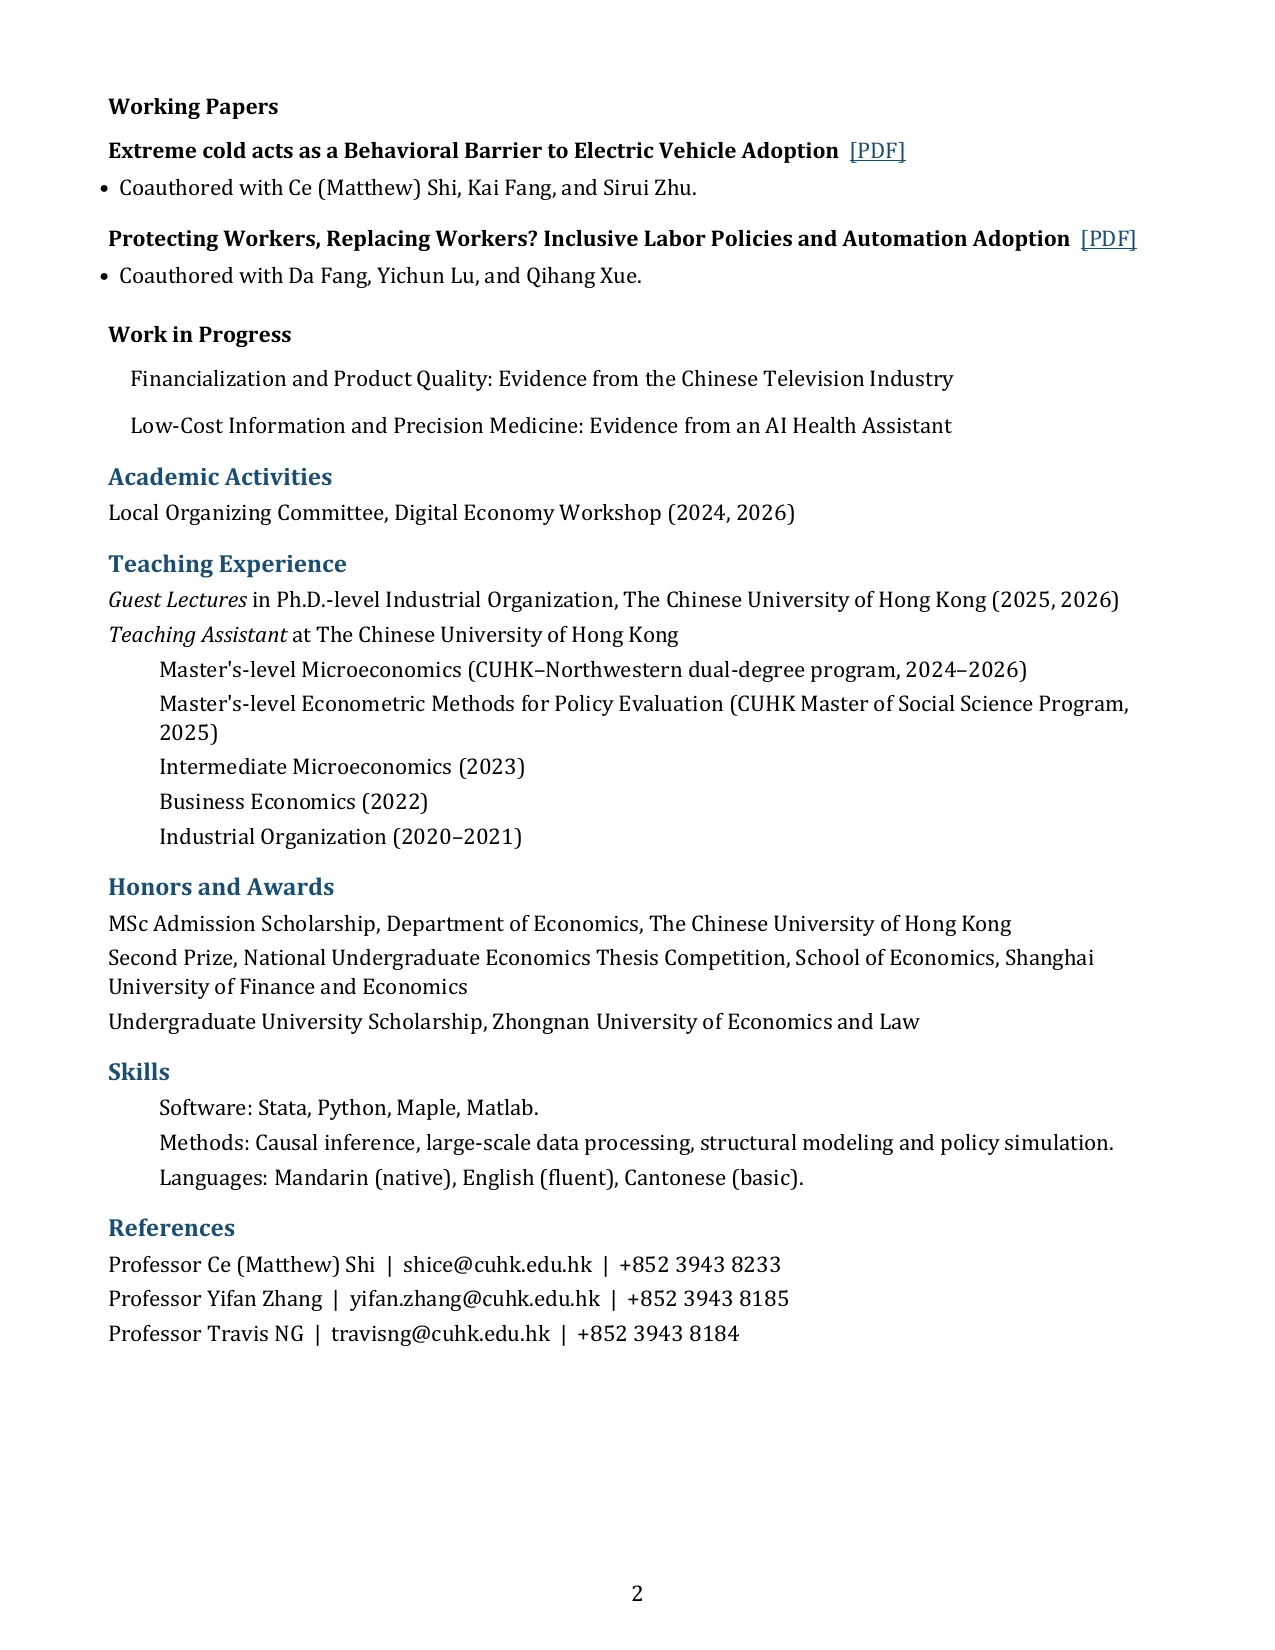 Working Papers
Extreme cold acts as a Behavioral Barrier to Electric Vehicle Adoption [PDF]
• Coauthored with Ce (Matthew) Shi, Kai Fang, and Sirui Zhu.
Protecting Workers, Replacing Workers? Inclusive Labor Policies and Automation Adoption [PDF]
• Coauthored with Da Fang, Yichun Lu, and Qihang Xue.
Work in Progress
Financialization and Product Quality: Evidence from the Chinese Television Industry
Low-Cost Information and Precision Medicine: Evidence from an AI Health Assistant
Academic Activities
Local Organizing Committee, Digital Economy Workshop (2024, 2026)
Teaching Experience
Guest Lectures in Ph.D.-level Industrial Organization, The Chinese University of Hong Kong (2025, 2026)
Teaching Assistant at The Chinese University of Hong Kong
Master's-level Microeconomics (CUHK–Northwestern dual-degree program, 2024–2026)
Master's-level Econometric Methods for Policy Evaluation (CUHK Master of Social Science Program,
2025)
Intermediate Microeconomics (2023)
Business Economics (2022)
Industrial Organization (2020–2021)
Honors and Awards
MSc Admission Scholarship, Department of Economics, The Chinese University of Hong Kong
Second Prize, National Undergraduate Economics Thesis Competition, School of Economics, Shanghai
University of Finance and Economics
Undergraduate University Scholarship, Zhongnan University of Economics and Law
Skills
Software: Stata, Python, Maple, Matlab.
Methods: Causal inference, large-scale data processing, structural modeling and policy simulation.
Languages: Mandarin (native), English (fluent), Cantonese (basic).
References
Professor Ce (Matthew) Shi | shice@cuhk.edu.hk | +852 3943 8233
Professor Yifan Zhang | yifan.zhang@cuhk.edu.hk | +852 3943 8185
Professor Travis NG | travisng@cuhk.edu.hk | +852 3943 8184
2